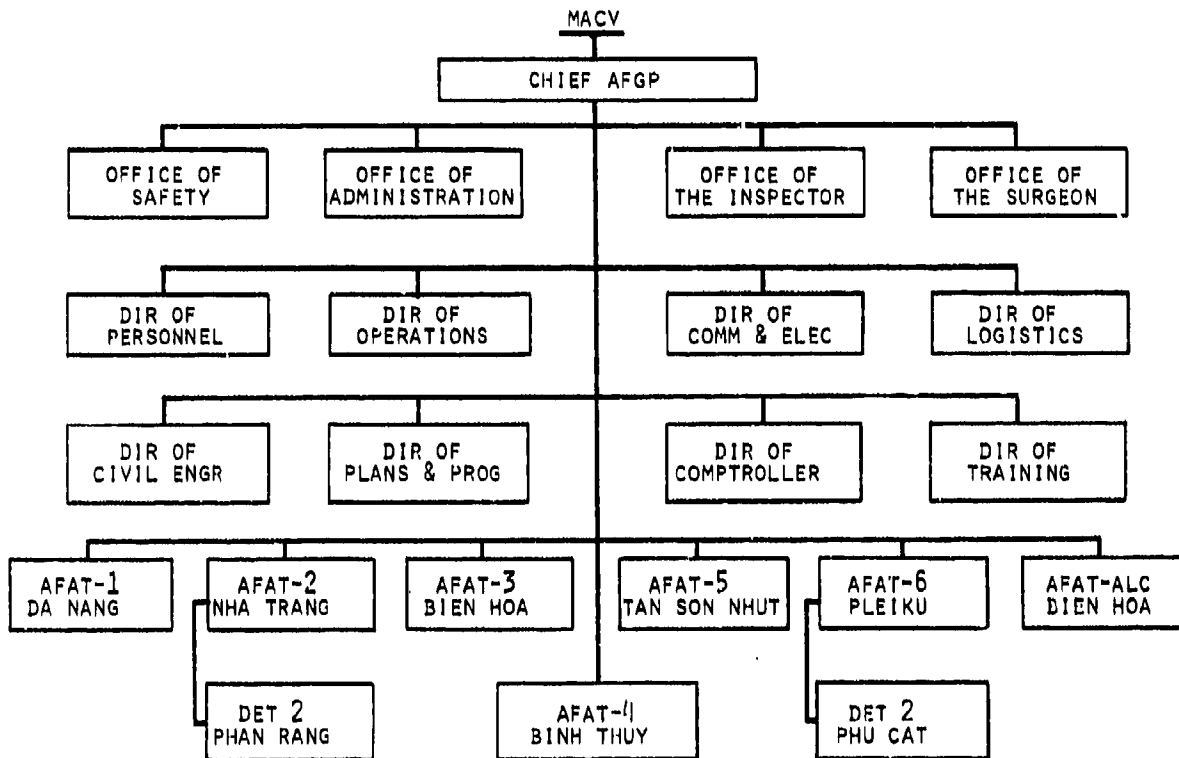 MACV
CHIEF AFGP
OFFICE OF
SAFETY
OFFICE OF
ADMINISTRATION
OFFICE OF
THE INSPECTOR
OFFICE OF
THE SURGEON
DIR OF
PERSONNEL
DIR OF
OPERATIONS
DIR OF
COMM & ELEC
DIR OF
LOGISTICS
DIR OF
CIVIL ENGR
DIR OF
PLANS & PROG
DIR OF
COMPTROLLER
DIR OF
TRAINING
AFAT-1
DA NANG
AFAT-2
NHA TRANG
AFAT-3
BIEN HOA
AFAT-5
TAN SON NHUT
AFAT-6
PLEIKU
AFAT-ALC
BIEN HOA
DET 2
PHAN RANG
AFAT-4
BINH THUY
DET 2
PHU CAT